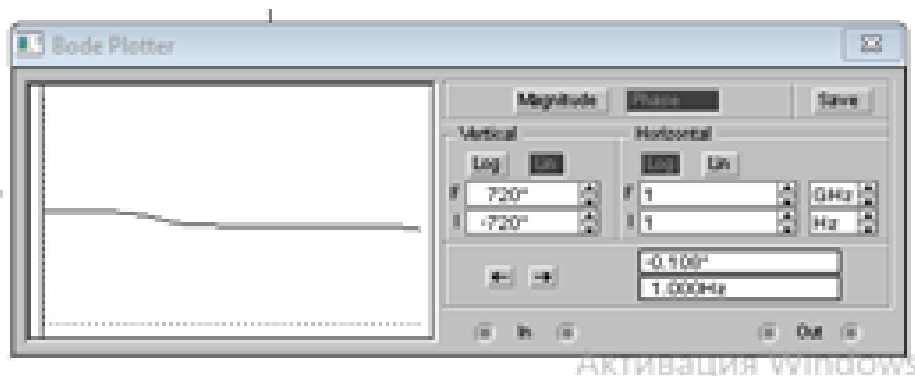 Bode Plotter
Magnitude Phase Save
Vertical Horizontal
Log Lin Log Lin
F 720° F 1 GHz
I -720° I 1 Hz
← → -0.108°
1.000Hz
In Out
Активация Windows